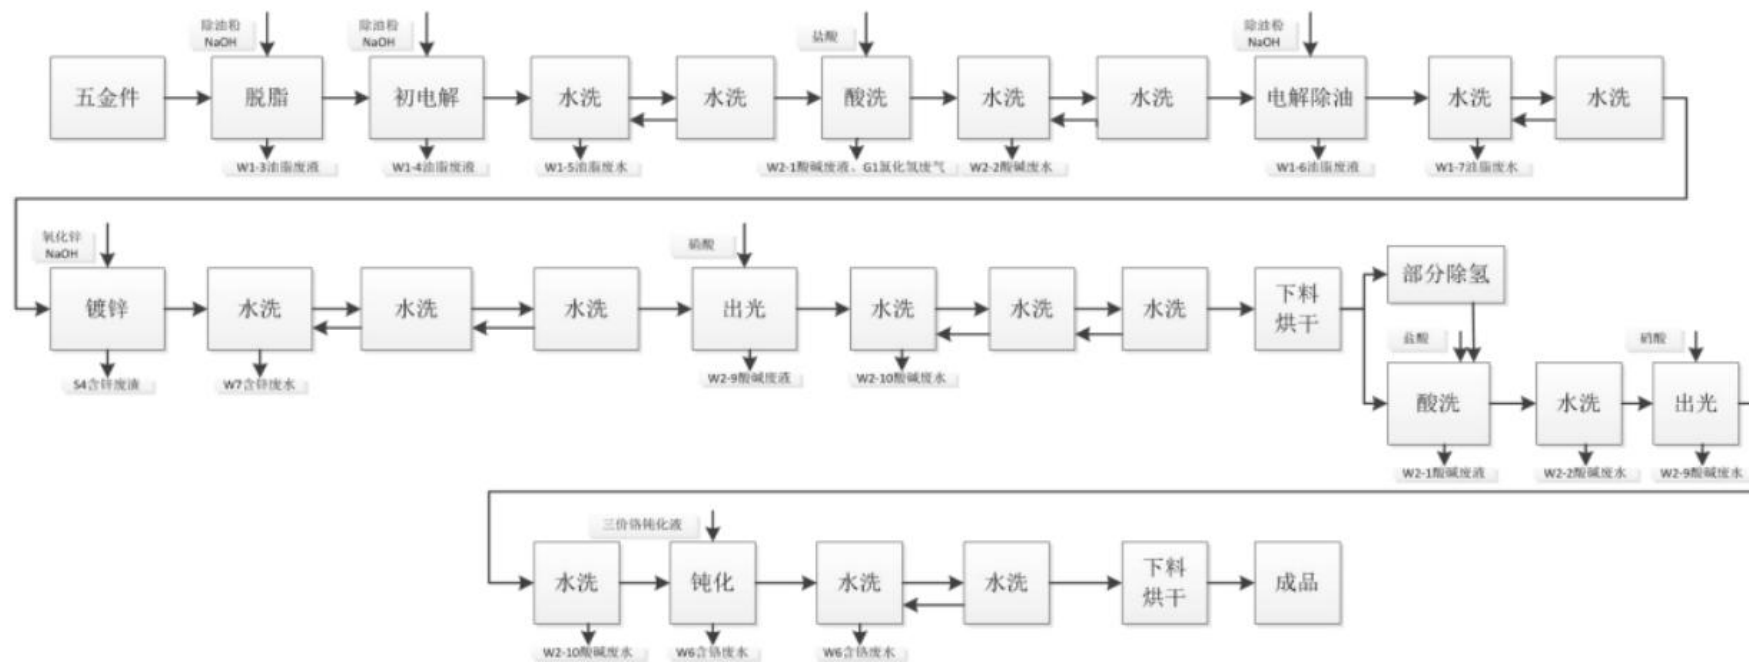 除油粉
NaOH
除油粉
NaOH
盐酸
除油粉
NaOH
五金件
脱脂
初电解
水洗
水洗
酸洗
水洗
水洗
电解除油
水洗
水洗
W1-3油脂废液
W1-4油脂废液
W1-5油脂废水
W2-1酸碱废液、G1氯化氢废气
W2-2酸碱废水
W1-6油脂废液
W1-7油脂废水
氧化锌
NaOH
硝酸
镀锌
水洗
水洗
水洗
出光
水洗
水洗
水洗
下料
烘干
部分除氢
S4含锌废渣
W7含锌废水
W2-9酸碱废液
W2-10酸碱废水
盐酸
硝酸
酸洗
水洗
出光
W2-1酸碱废液
W2-2酸碱废水
W2-9酸碱废水
三价铬钝化液
水洗
钝化
水洗
水洗
下料
烘干
成品
W2-10酸碱废水
W6含铬废水
W6含铬废水